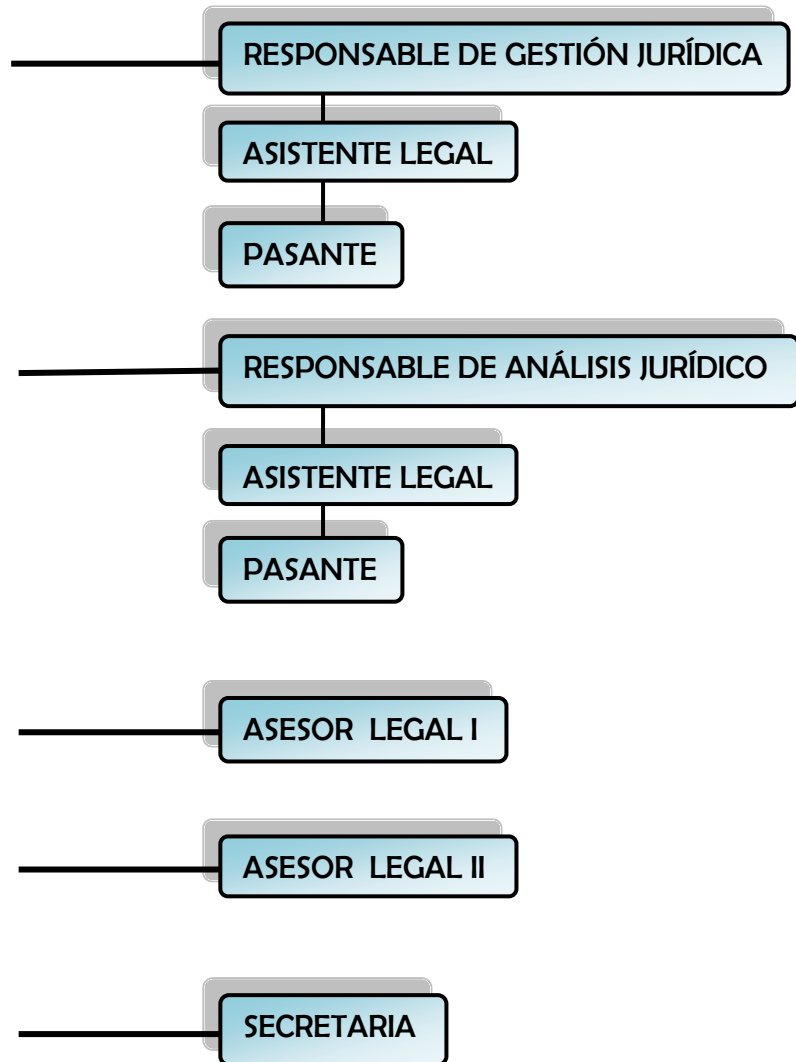 RESPONSABLE DE GESTIÓN JURÍDICA
ASISTENTE LEGAL
PASANTE
RESPONSABLE DE ANÁLISIS JURÍDICO
ASISTENTE LEGAL
PASANTE
ASESOR LEGAL I
ASESOR LEGAL II
SECRETARIA